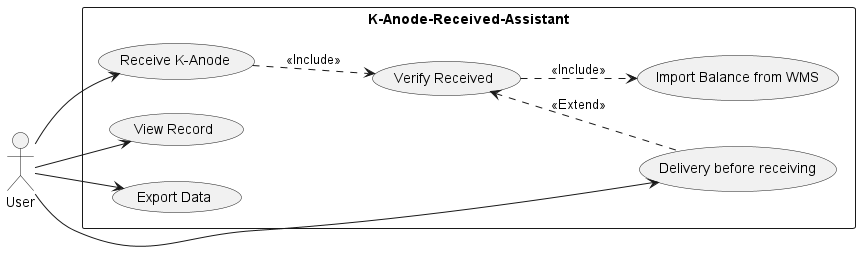 K-Anode-Received-Assistant
Receive K-Anode
«Include»
Verify Received
«Include»
Import Balance from WMS
«Extend»
View Record
Delivery before receiving
Export Data
User